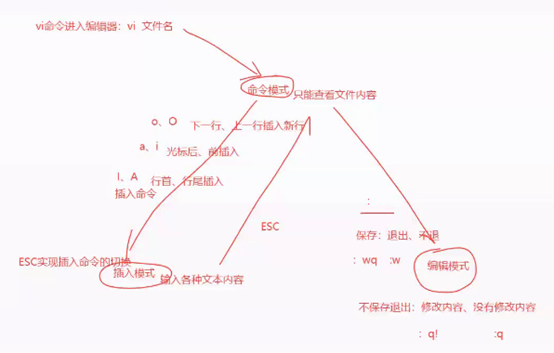 vi命令进入编辑器：vi 文件名
命令模式 只能查看文件内容
o、O 下一行、上一行插入新行
a、i 光标后、前插入
I、A 行首、行尾插入
插入命令
:
ESC
保存：退出、不退
: wq :w
ESC实现插入命令的切换
插入模式 输入各种文本内容
编辑模式
不保存退出：修改内容、没有修改内容
: q! :q